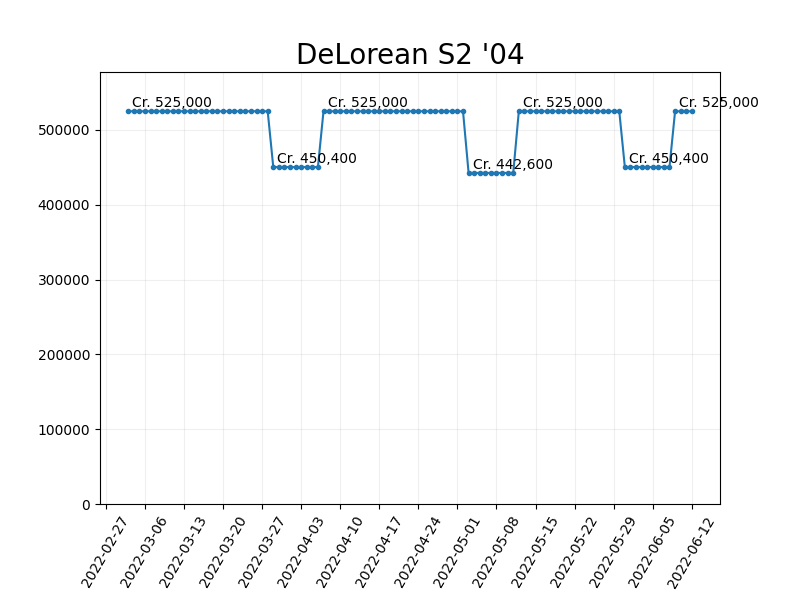 DeLorean S2 '04
Cr. 525,000
Cr. 525,000
Cr. 525,000
Cr. 525,000
Cr. 450,400
Cr. 442,600
Cr. 450,400
500000
400000
300000
200000
100000
0
2022-02-27
2022-03-06
2022-03-13
2022-03-20
2022-03-27
2022-04-03
2022-04-10
2022-04-17
2022-04-24
2022-05-01
2022-05-08
2022-05-15
2022-05-22
2022-05-29
2022-06-05
2022-06-12